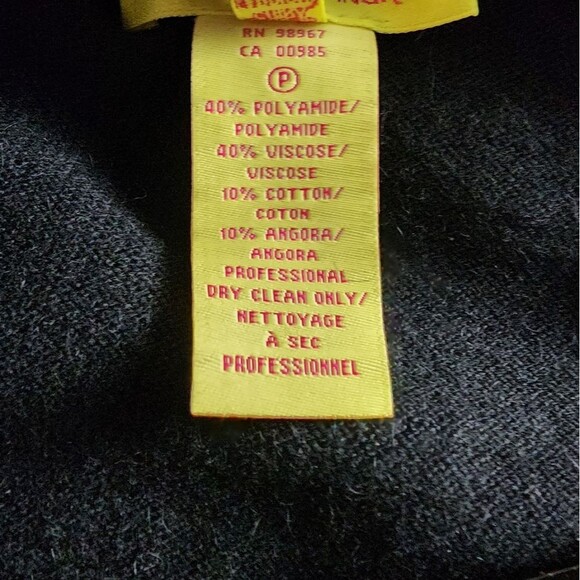 RN 98967
CA 00985
P
40% POLYAMIDE/
POLYAMIDE
40% VISCOSE/
VISCOSE
10% COTTON/
COTON
10% ANGORA/
ANGORA
PROFESSIONAL
DRY CLEAN ONLY/
NETTOYAGE
À SEC
PROFESSIONNEL